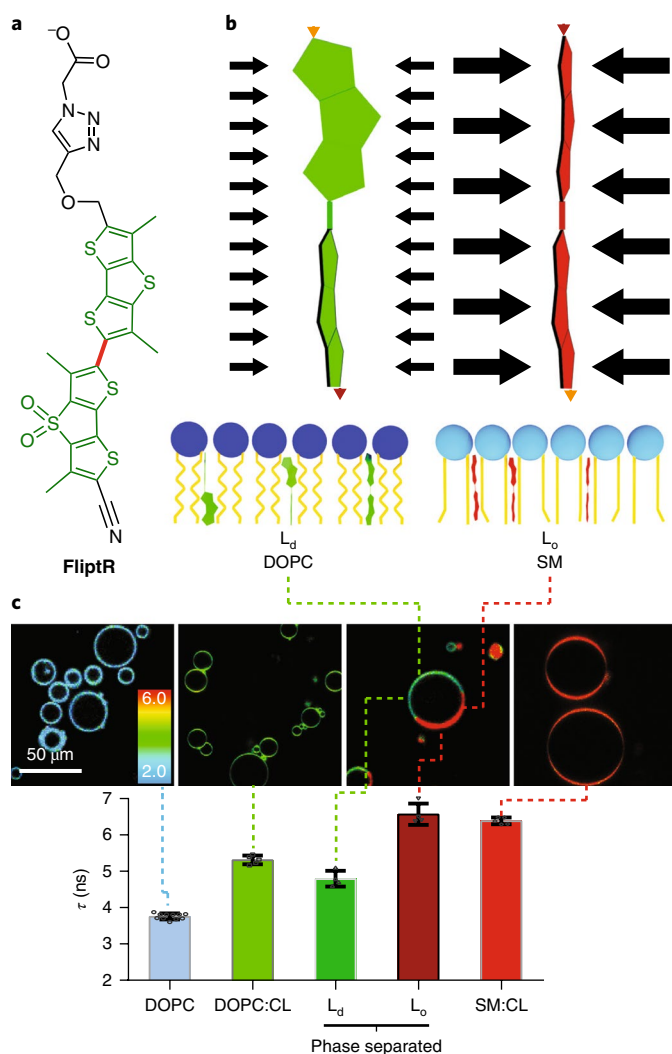 a
b
−O
O
N
N
N
O
S
S
S
O
O
S
S
S
N
FliptR
Ld
DOPC
Lo
SM
c
6.0
2.0
50 μm
7
6
5
4
3
2
τ (ns)
DOPC
DOPC:CL
Ld
Lo
SM:CL
Phase separated